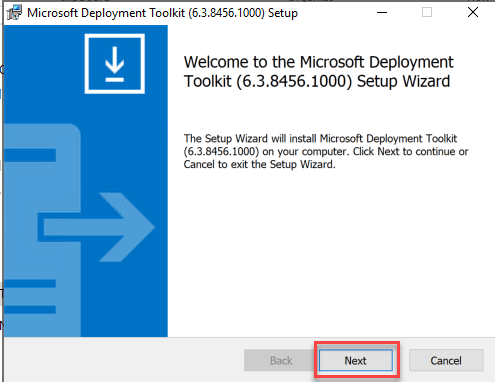 Microsoft Deployment Toolkit (6.3.8456.1000) Setup
Welcome to the Microsoft Deployment
Toolkit (6.3.8456.1000) Setup Wizard
The Setup Wizard will install Microsoft Deployment Toolkit
(6.3.8456.1000) on your computer. Click Next to continue or
Cancel to exit the Setup Wizard.
Back
Next
Cancel